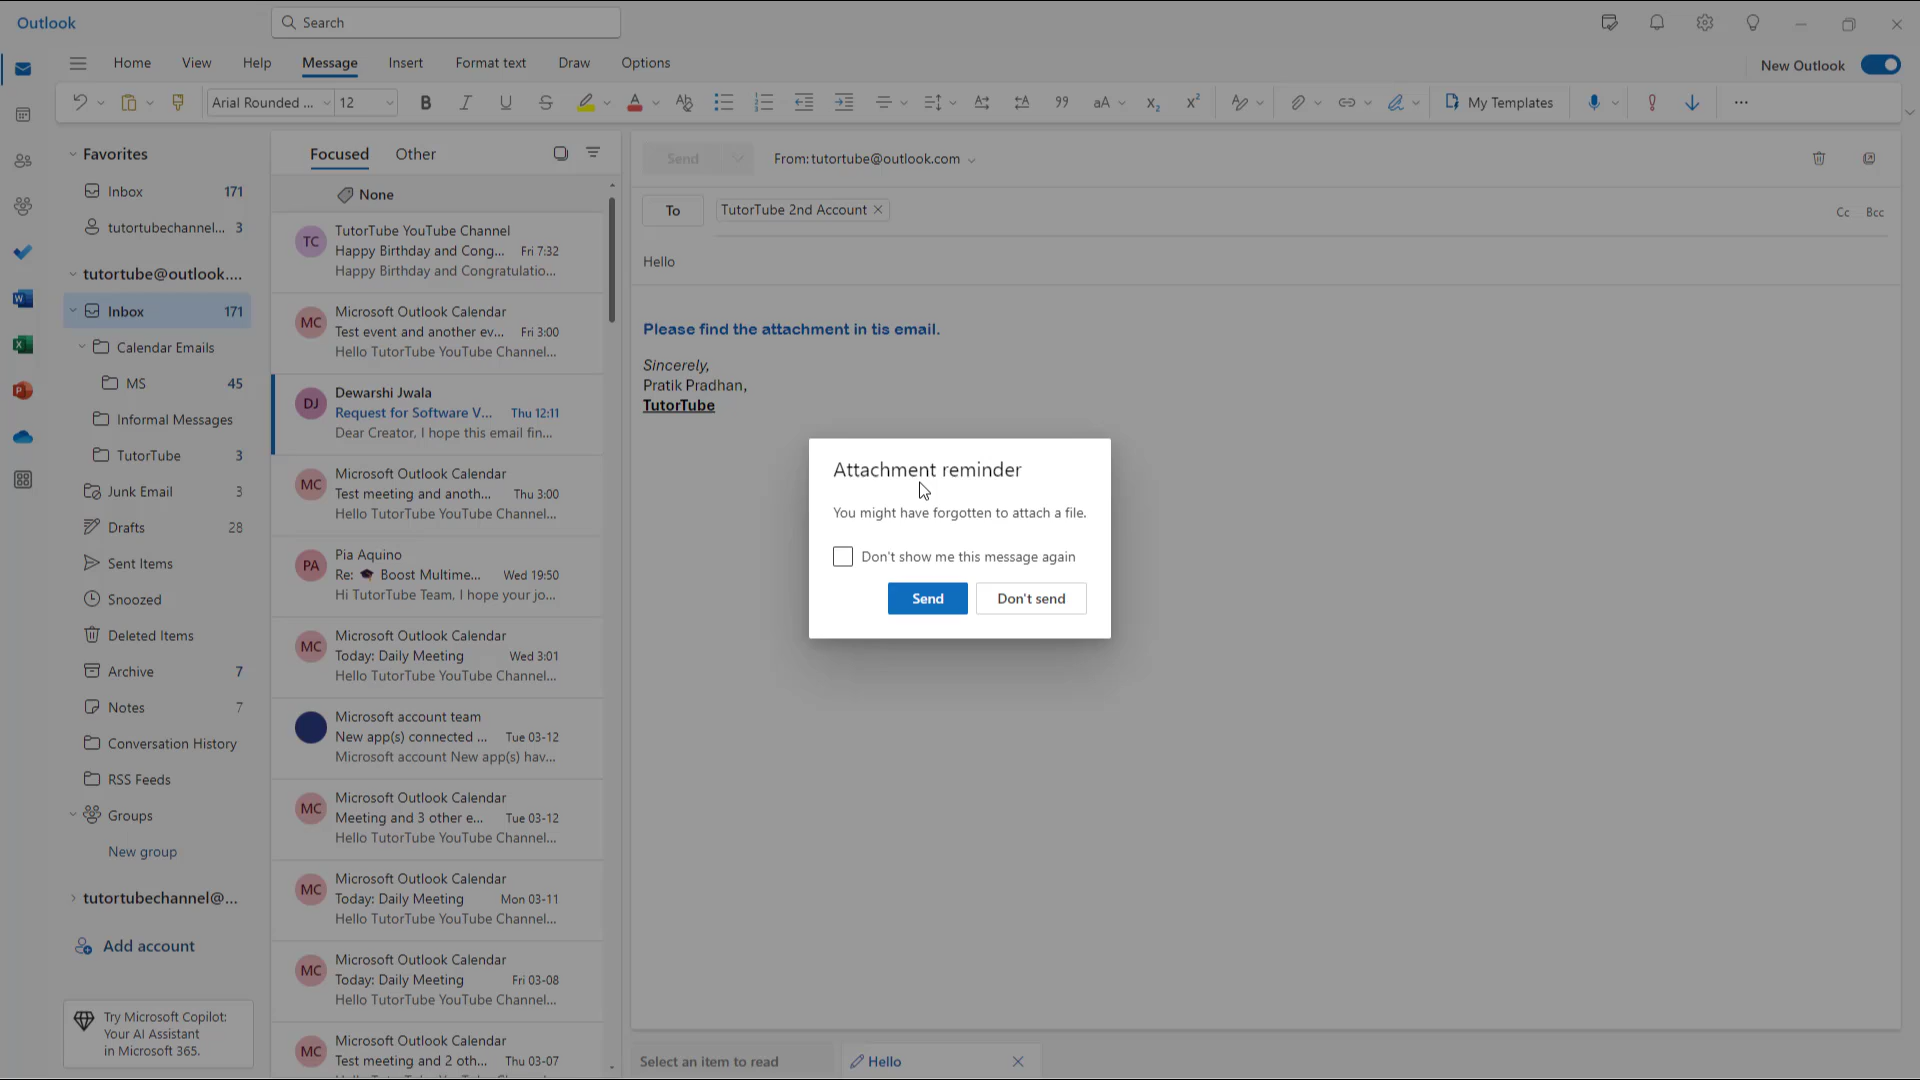 Outlook
Search
Home View Help Message Insert Format text Draw Options
New Outlook
Arial Rounded ... 12
My Templates
Favorites
Inbox 171
tutortubechannel... 3
tutortube@outlook....
Inbox 171
Calendar Emails
MS 45
Informal Messages
TutorTube 3
Junk Email 3
Drafts 28
Sent Items
Snoozed
Deleted Items
Archive 7
Notes 7
Conversation History
RSS Feeds
Groups
New group
tutortubechannel@...
Add account
Try Microsoft Copilot:
Your AI Assistant
in Microsoft 365.
Focused Other
None
TC
TutorTube YouTube Channel
Happy Birthday and Cong... Fri 7:32
Happy Birthday and Congratulatio...
MC
Microsoft Outlook Calendar
Test event and another ev... Fri 3:00
Hello TutorTube YouTube Channel...
DJ
Dewarshi Jwala
Request for Software V... Thu 12:11
Dear Creator, I hope this email fin...
MC
Microsoft Outlook Calendar
Test meeting and anoth... Thu 3:00
Hello TutorTube YouTube Channel...
PA
Pia Aquino
Re: 🎓 Boost Multime... Wed 19:50
Hi TutorTube Team, I hope your jo...
MC
Microsoft Outlook Calendar
Today: Daily Meeting Wed 3:01
Hello TutorTube YouTube Channel...
Microsoft account team
New app(s) connected ... Tue 03-12
Microsoft account New app(s) hav...
MC
Microsoft Outlook Calendar
Meeting and 3 other e... Tue 03-12
Hello TutorTube YouTube Channel...
MC
Microsoft Outlook Calendar
Today: Daily Meeting Mon 03-11
Hello TutorTube YouTube Channel...
MC
Microsoft Outlook Calendar
Today: Daily Meeting Fri 03-08
Hello TutorTube YouTube Channel...
MC
Microsoft Outlook Calendar
Test meeting and 2 oth... Thu 03-07
Send
From: tutortube@outlook.com
To
TutorTube 2nd Account
Cc Bcc
Hello
Please find the attachment in tis email.
Sincerely,
Pratik Pradhan,
TutorTube
Attachment reminder
You might have forgotten to attach a file.
Don't show me this message again
Send Don't send
Select an item to read
Hello